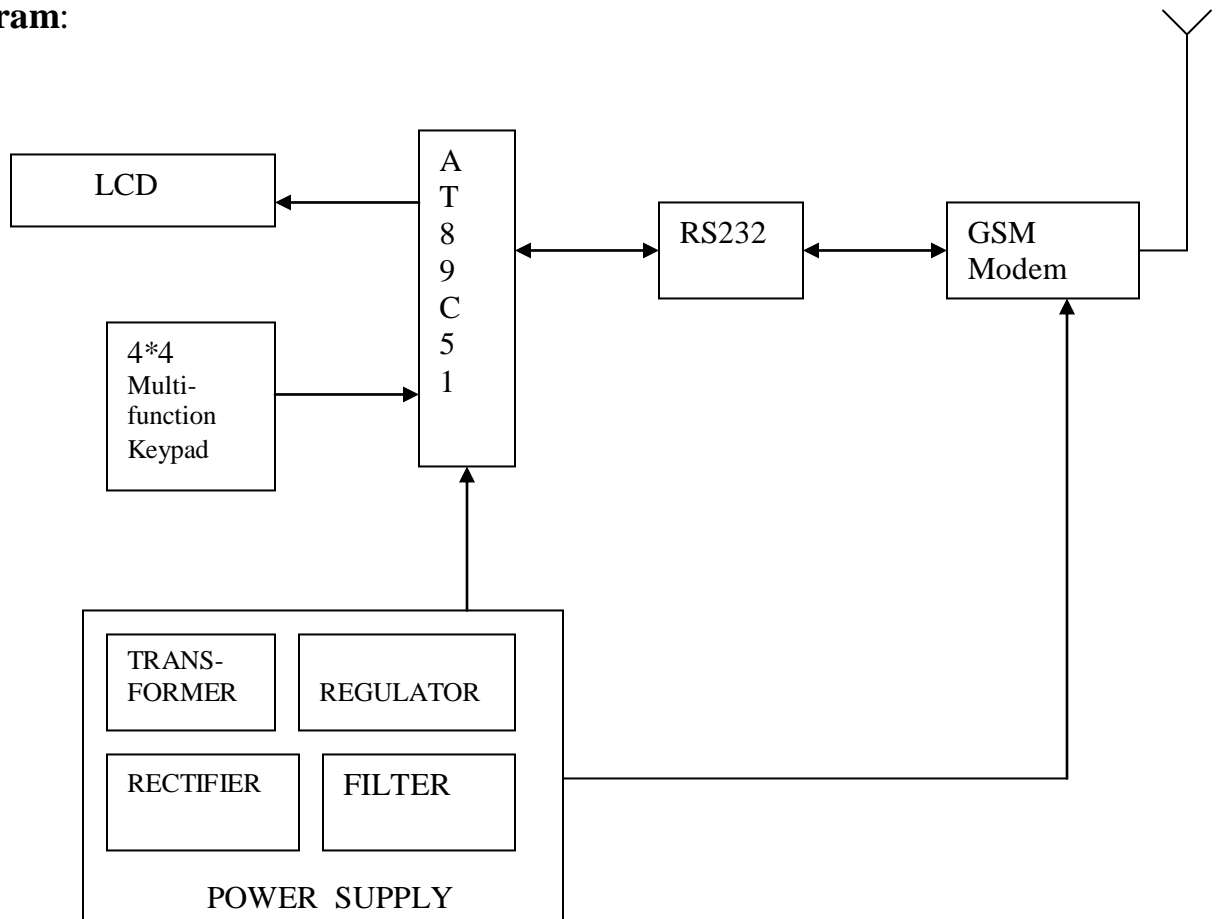 ram:
LCD
A
T
8
9
C
5
1
RS232
GSM
Modem
4*4
Multi-
function
Keypad
TRANS-
FORMER
REGULATOR
RECTIFIER
FILTER
POWER SUPPLY